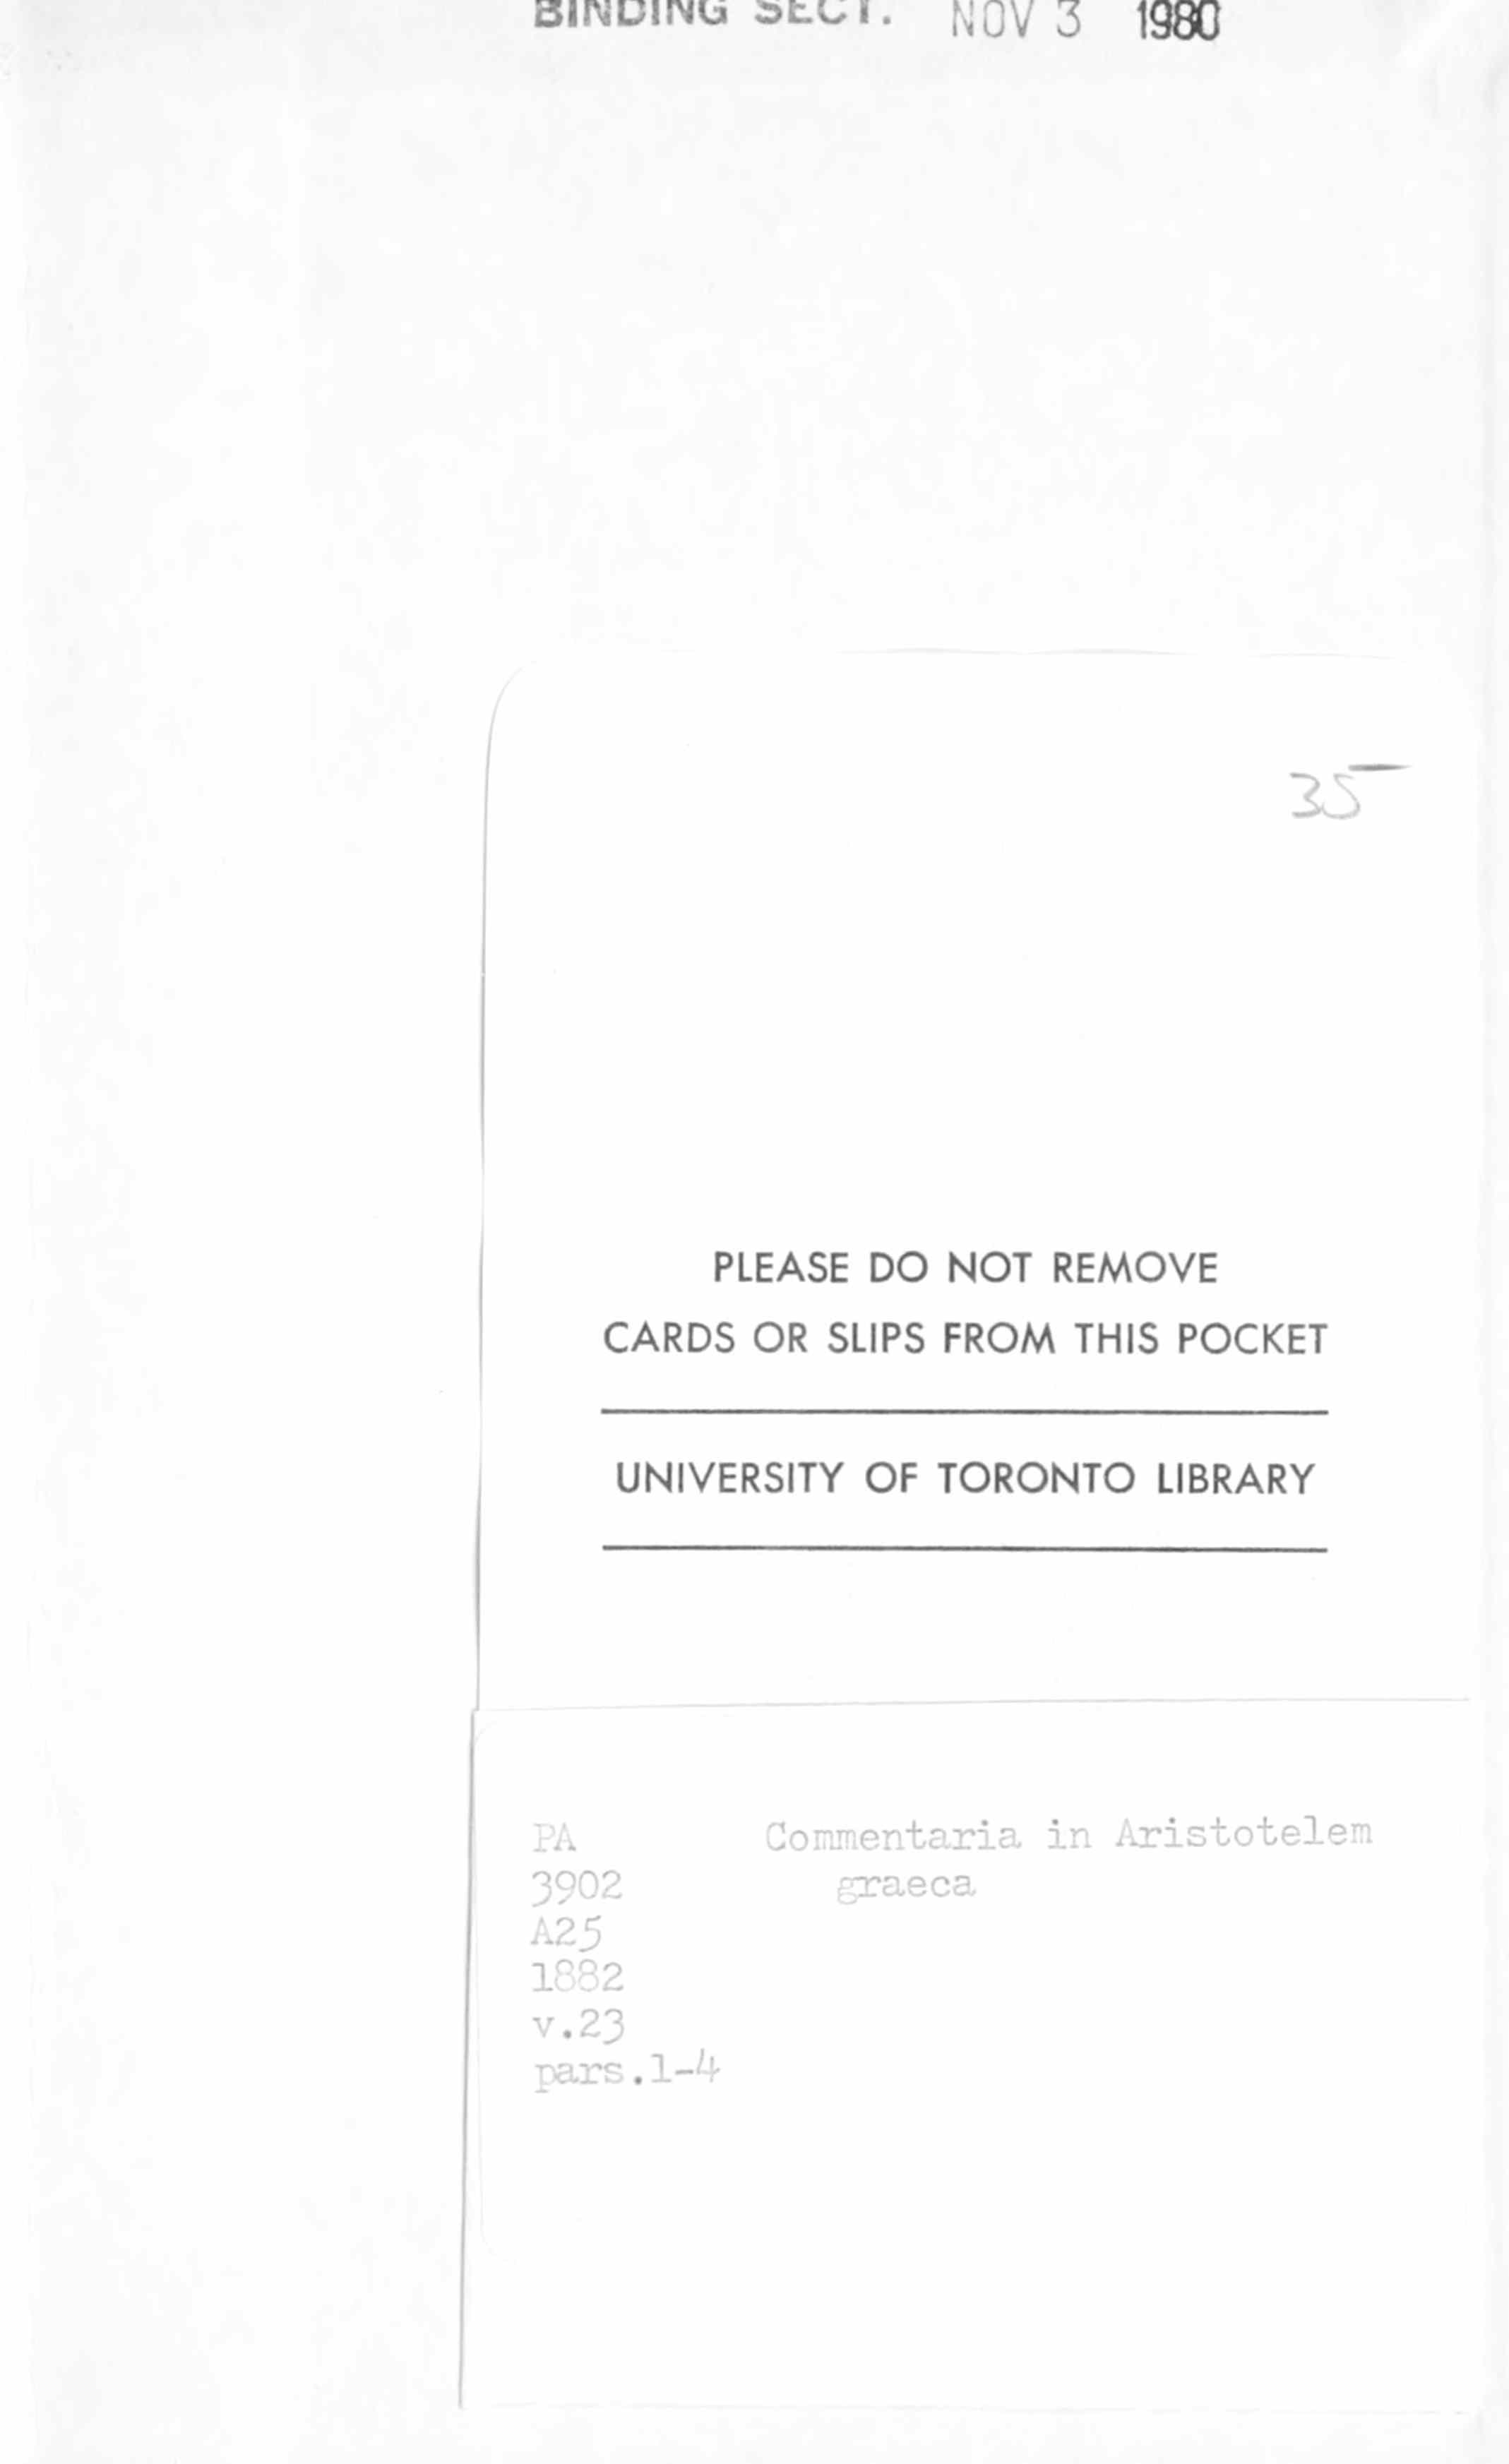 BINDING SECT. NOV 3 1980
35
PLEASE DO NOT REMOVE
CARDS OR SLIPS FROM THIS POCKET
UNIVERSITY OF TORONTO LIBRARY
PA Commentaria in Aristotelem
3902 graeca
A25
1882
v.23
pars.1-4